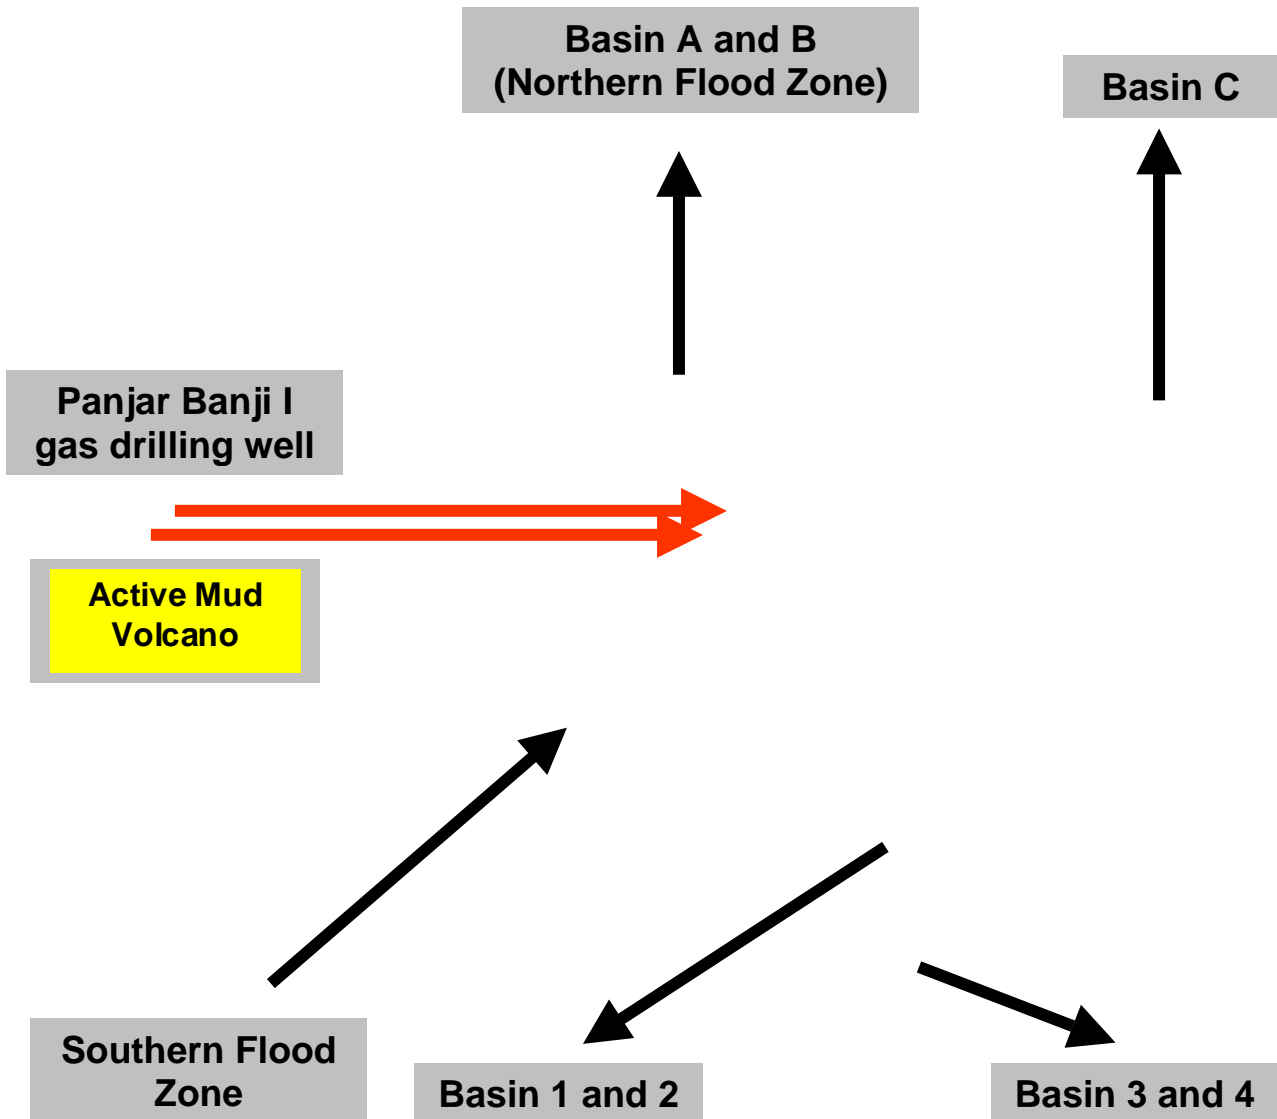 Basin A and B
(Northern Flood Zone)
Basin C
Panjar Banji I
gas drilling well
Active Mud
Volcano
Southern Flood
Zone
Basin 1 and 2
Basin 3 and 4